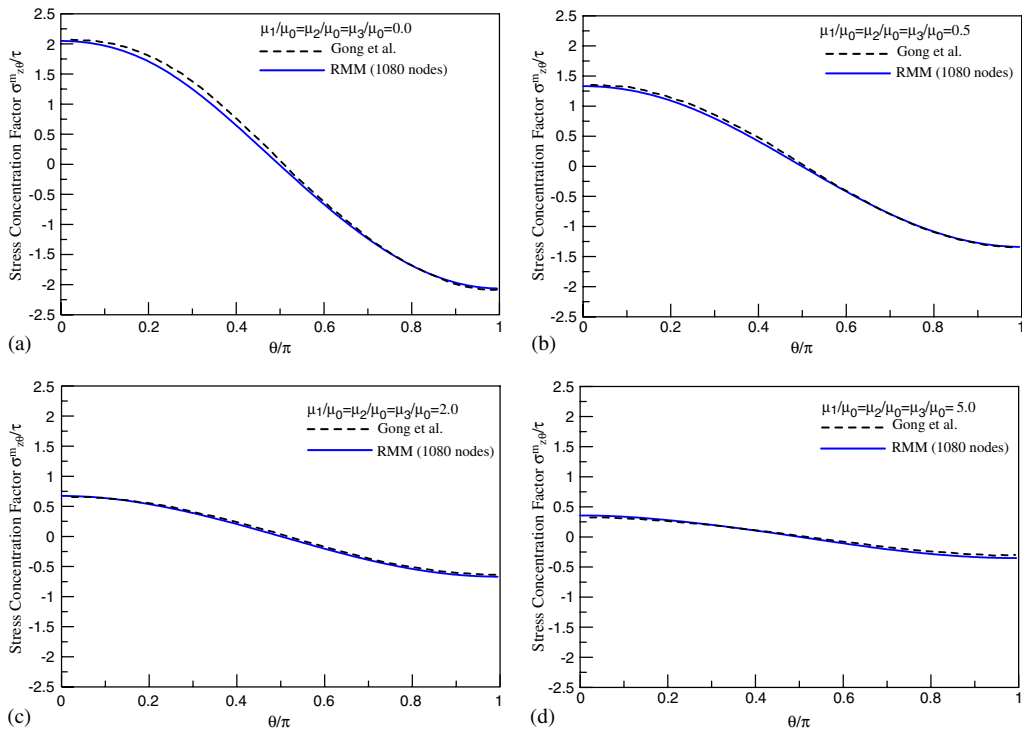 μ1/μ0=μ2/μ0=μ3/μ0=0.0
Gong et al.
RMM (1080 nodes)
Stress Concentration Factor σᵐzθ/τ
2.5
2
1.5
1
0.5
0
-0.5
-1
-1.5
-2
-2.5
0 0.2 0.4 0.6 0.8 1
θ/π
(a)
μ1/μ0=μ2/μ0=μ3/μ0=0.5
Gong et al.
RMM (1080 nodes)
Stress Concentration Factor σᵐzθ/τ
2.5
2
1.5
1
0.5
0
-0.5
-1
-1.5
-2
-2.5
0 0.2 0.4 0.6 0.8 1
θ/π
(b)
μ1/μ0=μ2/μ0=μ3/μ0=2.0
Gong et al.
RMM (1080 nodes)
Stress Concentration Factor σᵐzθ/τ
2.5
2
1.5
1
0.5
0
-0.5
-1
-1.5
-2
-2.5
0 0.2 0.4 0.6 0.8 1
θ/π
(c)
μ1/μ0=μ2/μ0=μ3/μ0= 5.0
Gong et al.
RMM (1080 nodes)
Stress Concentration Factor σᵐzθ/τ
2.5
2
1.5
1
0.5
0
-0.5
-1
-1.5
-2
-2.5
0 0.2 0.4 0.6 0.8 1
θ/π
(d)